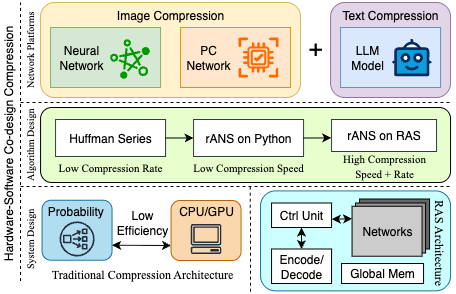 Hardware-Software Co-design Compression
Network Platforms
Image Compression
Neural
Network
PC
Network
+
Text Compression
LLM
Model
Algorithm Design
Huffman Series
rANS on Python
rANS on RAS
Low Compression Rate
Low Compression Speed
High Compression
Speed + Rate
System Design
Probability
Low
Efficiency
CPU/GPU
Traditional Compression Architecture
Ctrl Unit
Networks
Encode/
Decode
Global Mem
RAS Architecture